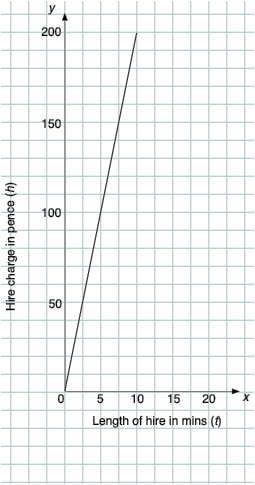 y
200
150
100
50
0 5 10 15 20 x
Hire charge in pence (h)
Length of hire in mins (t)